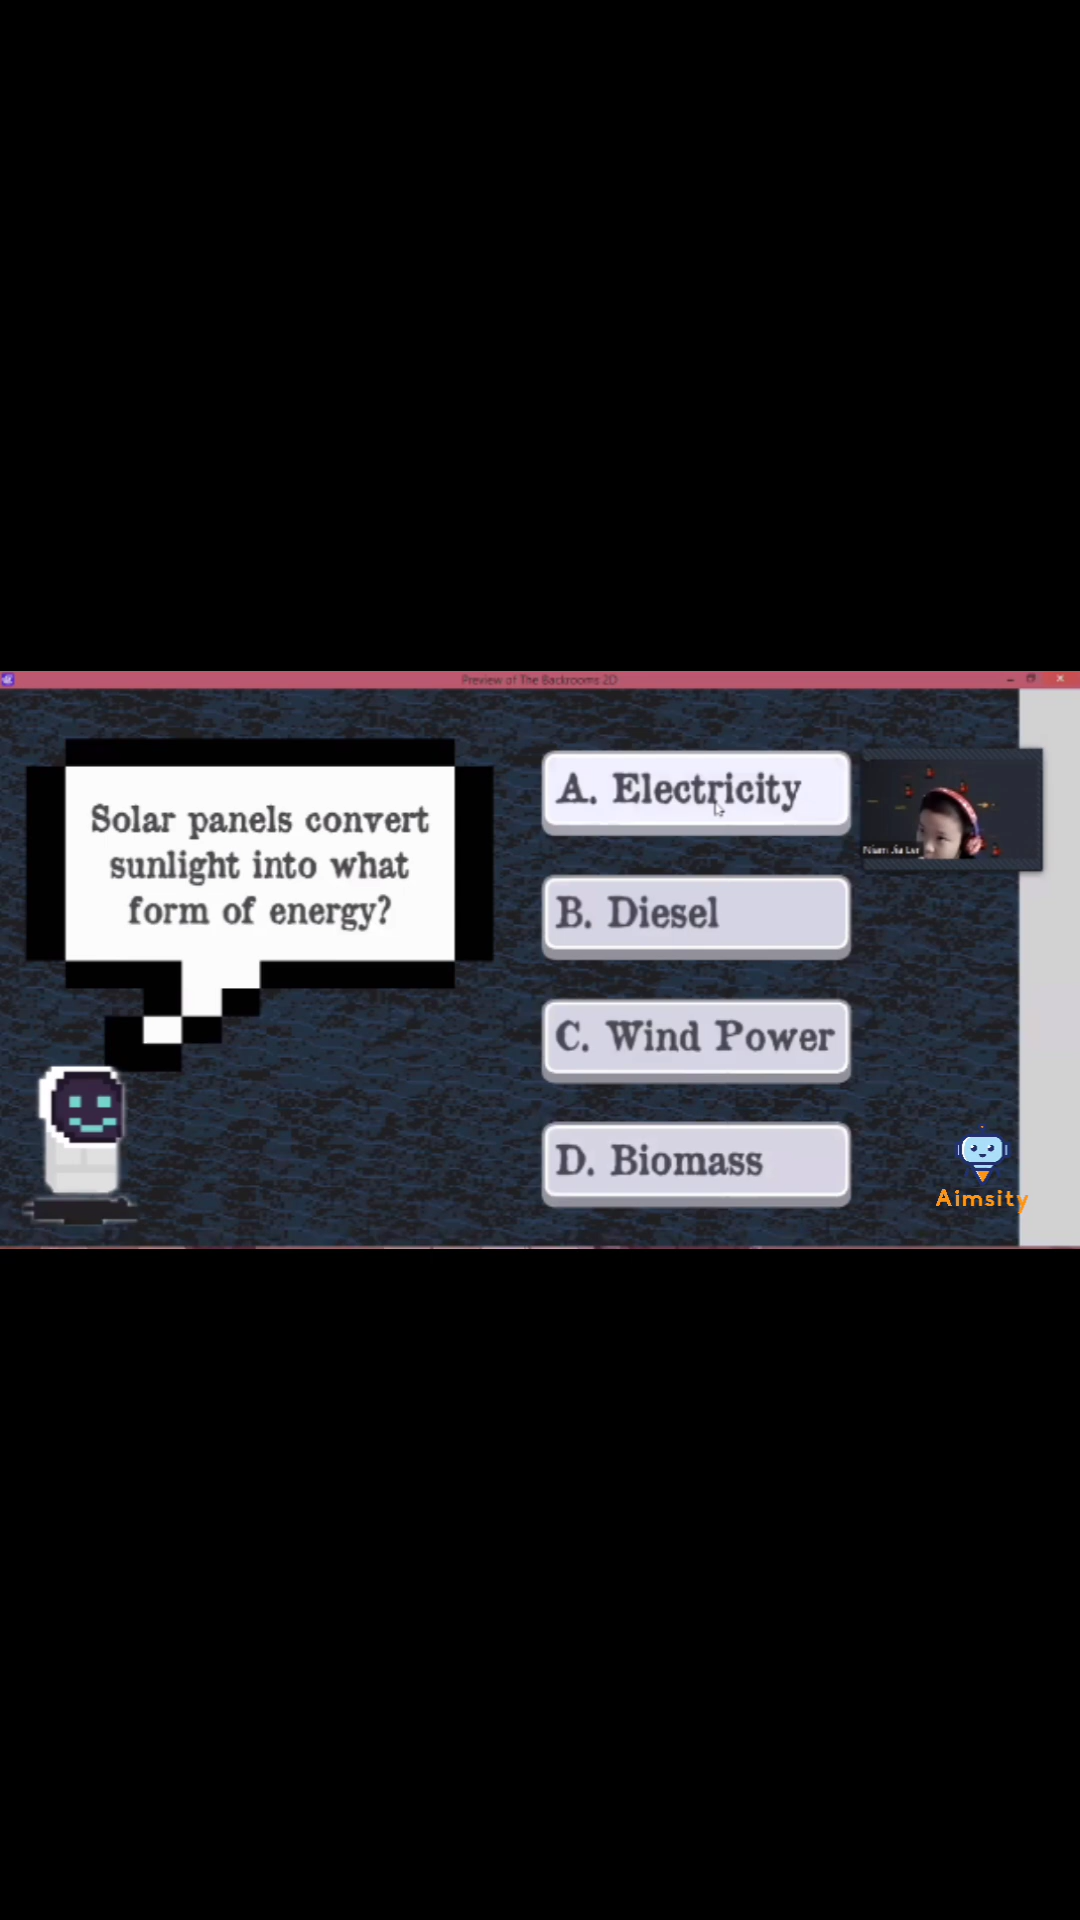 Preview of The Backrooms 2D
Solar panels convert
sunlight into what
form of energy?
A. Electricity
B. Diesel
C. Wind Power
D. Biomass
Aimsity